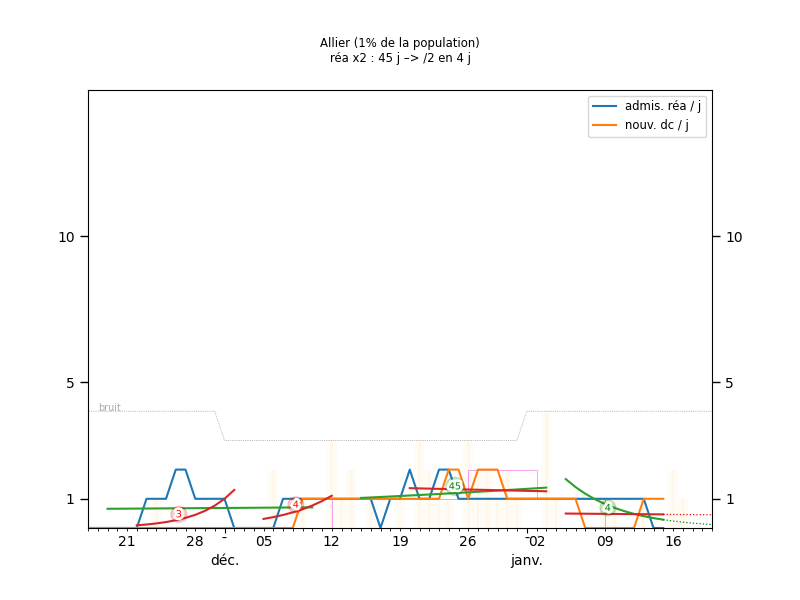 Allier (1% de la population)
réa x2 : 45 j –> /2 en 4 j
admis. réa / j
nouv. dc / j
10 10
5 5
bruit
45
1 1
3 4 4
21 28 - 05 12 19 26 -02 09 16
déc. janv.